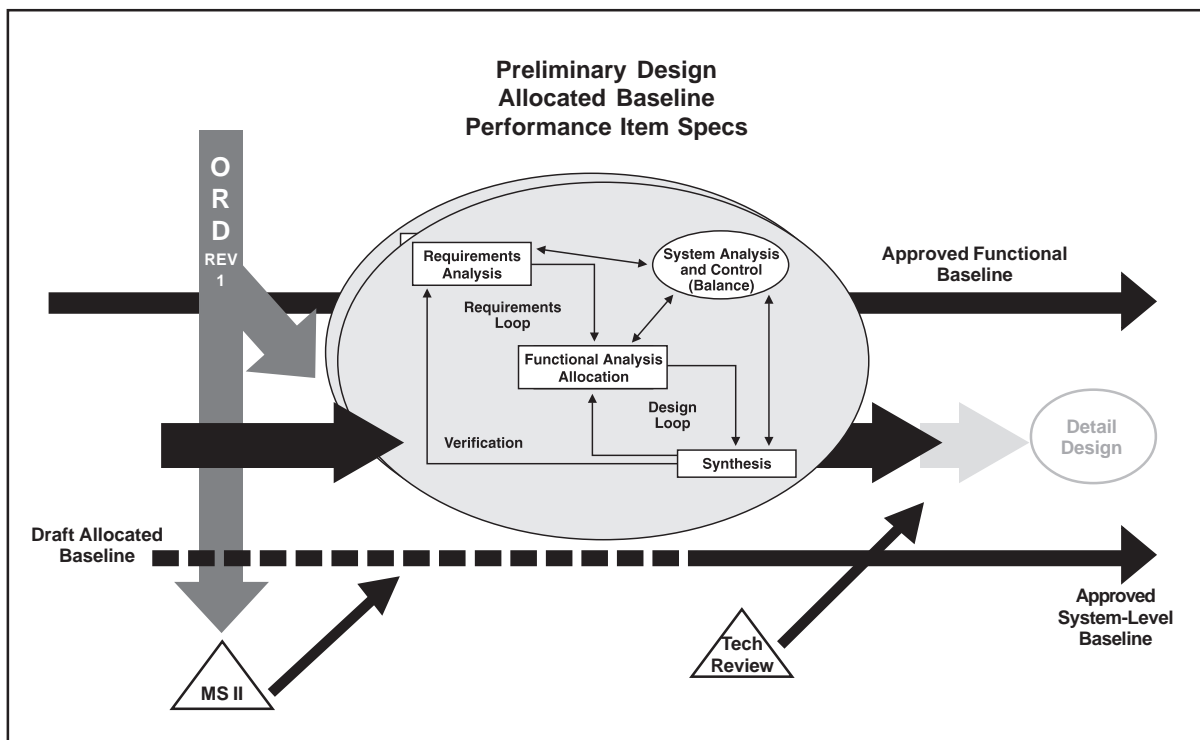 Preliminary Design
Allocated Baseline
Performance Item Specs
O
R
D
REV
1
Requirements
Analysis
System Analysis
and Control
(Balance)
Approved Functional
Baseline
Requirements
Loop
Functional Analysis
Allocation
Design
Loop
Verification
Synthesis
Detail
Design
Draft Allocated
Baseline
Approved
System-Level
Baseline
Tech
Review
MS II